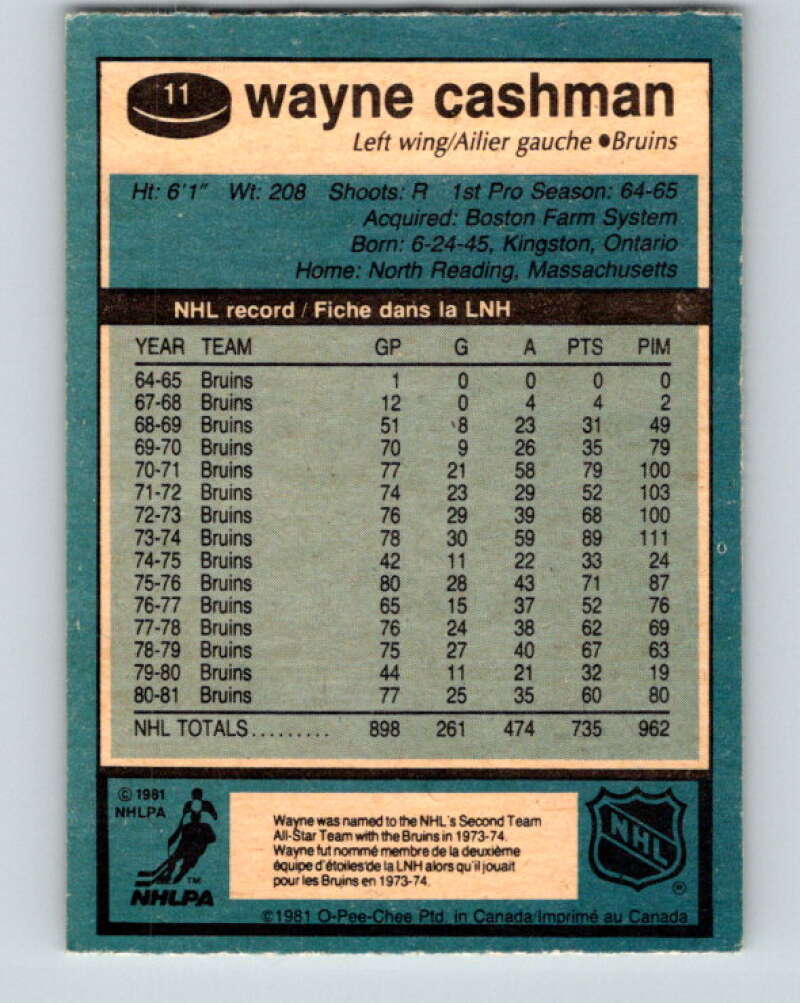 11 wayne cashman
Left wing/Ailier gauche ●Bruins
Ht: 6'1" Wt: 208 Shoots: R 1st Pro Season: 64-65
Acquired: Boston Farm System
Born: 6-24-45, Kingston, Ontario
Home: North Reading, Massachusetts
NHL record / Fiche dans la LNH
YEAR TEAM GP G A PTS PIM
64-65 Bruins 1 0 0 0 0
67-68 Bruins 12 0 4 4 2
68-69 Bruins 51 8 23 31 49
69-70 Bruins 70 9 26 35 79
70-71 Bruins 77 21 58 79 100
71-72 Bruins 74 23 29 52 103
72-73 Bruins 76 29 39 68 100
73-74 Bruins 78 30 59 89 111
74-75 Bruins 42 11 22 33 24
75-76 Bruins 80 28 43 71 87
76-77 Bruins 65 15 37 52 76
77-78 Bruins 76 24 38 62 69
78-79 Bruins 75 27 40 67 63
79-80 Bruins 44 11 21 32 19
80-81 Bruins 77 25 35 60 80
NHL TOTALS......... 898 261 474 735 962
© 1981
NHLPA
TM
NHLPA
Wayne was named to the NHL's Second Team
All-Star Team with the Bruins in 1973-74.
Wayne fut nommé membre de la deuxième
équipe d'étoiles de la LNH alors qu'il jouait
pour les Bruins en 1973-74.
NHL
®
©1981 O-Pee-Chee Ptd. in Canada/Imprimé au Canada